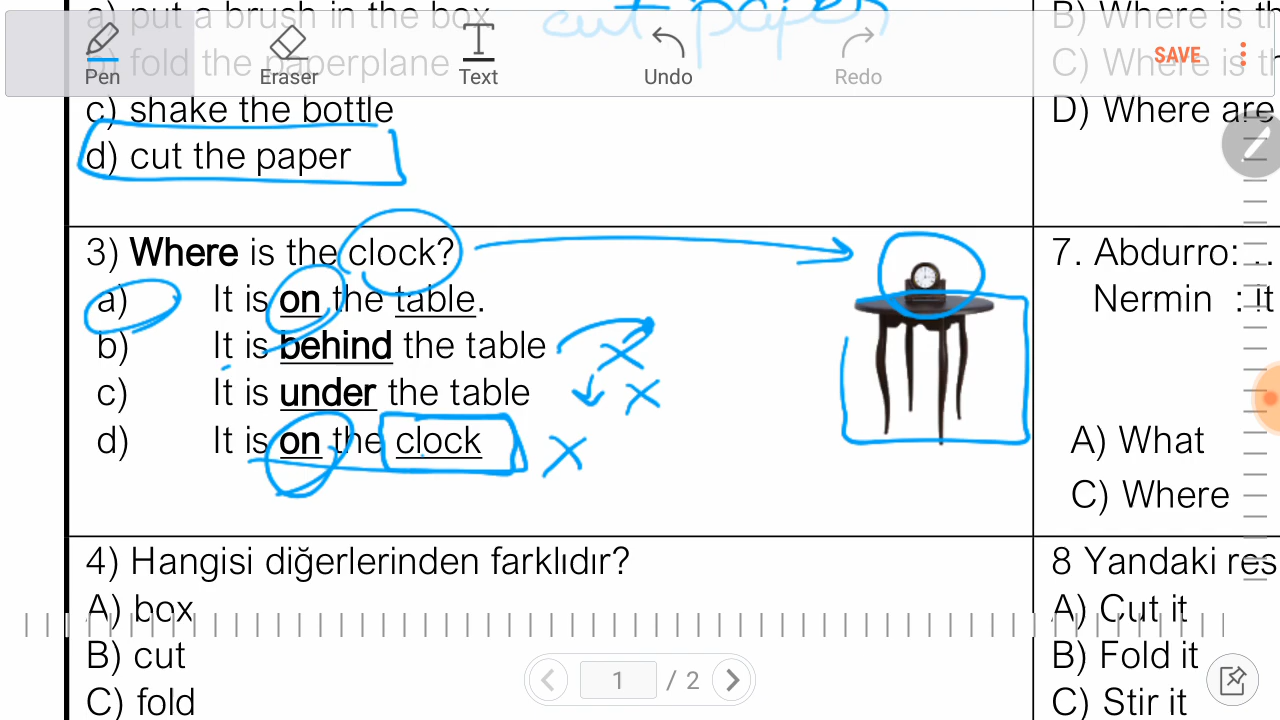 a) put a brush in the box
cut paper
b) fold the paperplane
c) shake the bottle
d) cut the paper
Pen
Eraser
Text
Undo
Redo
SAVE
3) Where is the clock?
a) It is on the table.
b) It is behind the table
c) It is under the table
d) It is on the clock
4) Hangisi diğerlerinden farklıdır?
A) box
B) cut
C) fold
B) Where is th
C) Where is th
D) Where are
7. Abdurro: ..
Nermin : It
A) What
C) Where
8 Yandaki res
A) Cut it
B) Fold it
C) Stir it
1 / 2